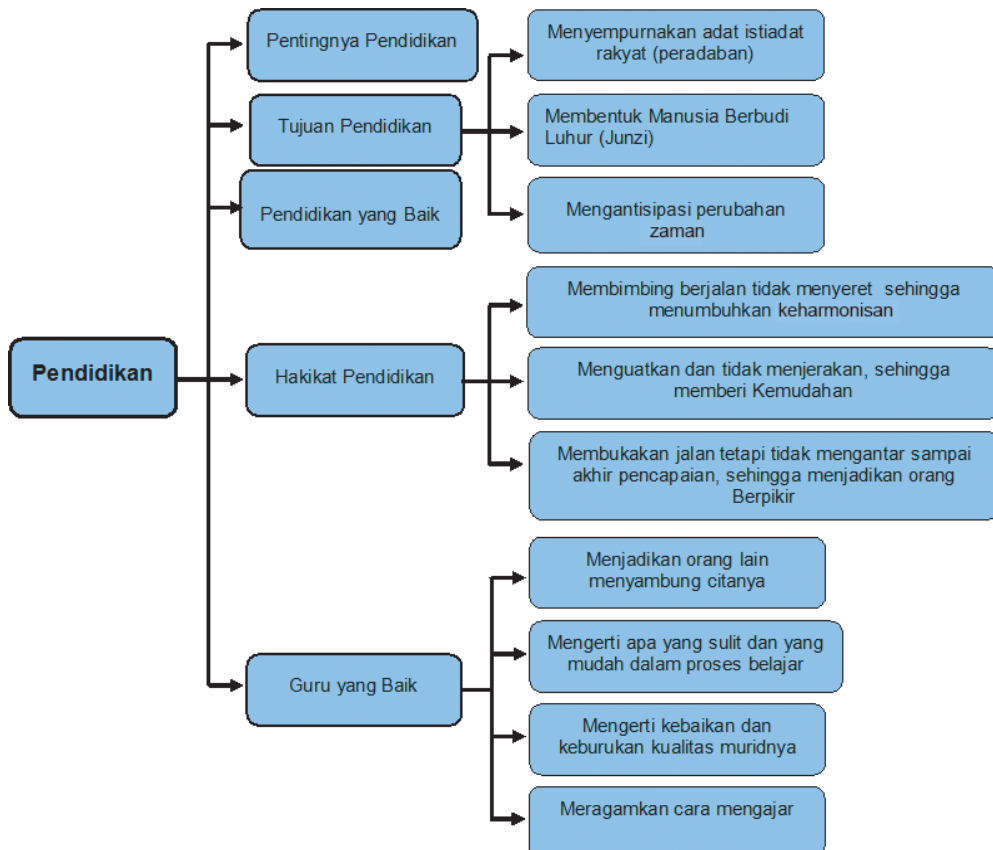 Pentingnya Pendidikan
Menyempurnakan adat istiadat
rakyat (peradaban)
Tujuan Pendidikan
Membentuk Manusia Berbudi
Luhur (Junzi)
Pendidikan yang Baik
Mengantisipasi perubahan
zaman
Pendidikan
Hakikat Pendidikan
Membimbing berjalan tidak menyeret sehingga
menumbuhkan keharmonisan
Menguatkan dan tidak menjerakan, sehingga
memberi Kemudahan
Membukakan jalan tetapi tidak mengantar sampai
akhir pencapaian, sehingga menjadikan orang
Berpikir
Guru yang Baik
Menjadikan orang lain
menyambung citanya
Mengerti apa yang sulit dan yang
mudah dalam proses belajar
Mengerti kebaikan dan
keburukan kualitas muridnya
Meragamkan cara mengajar